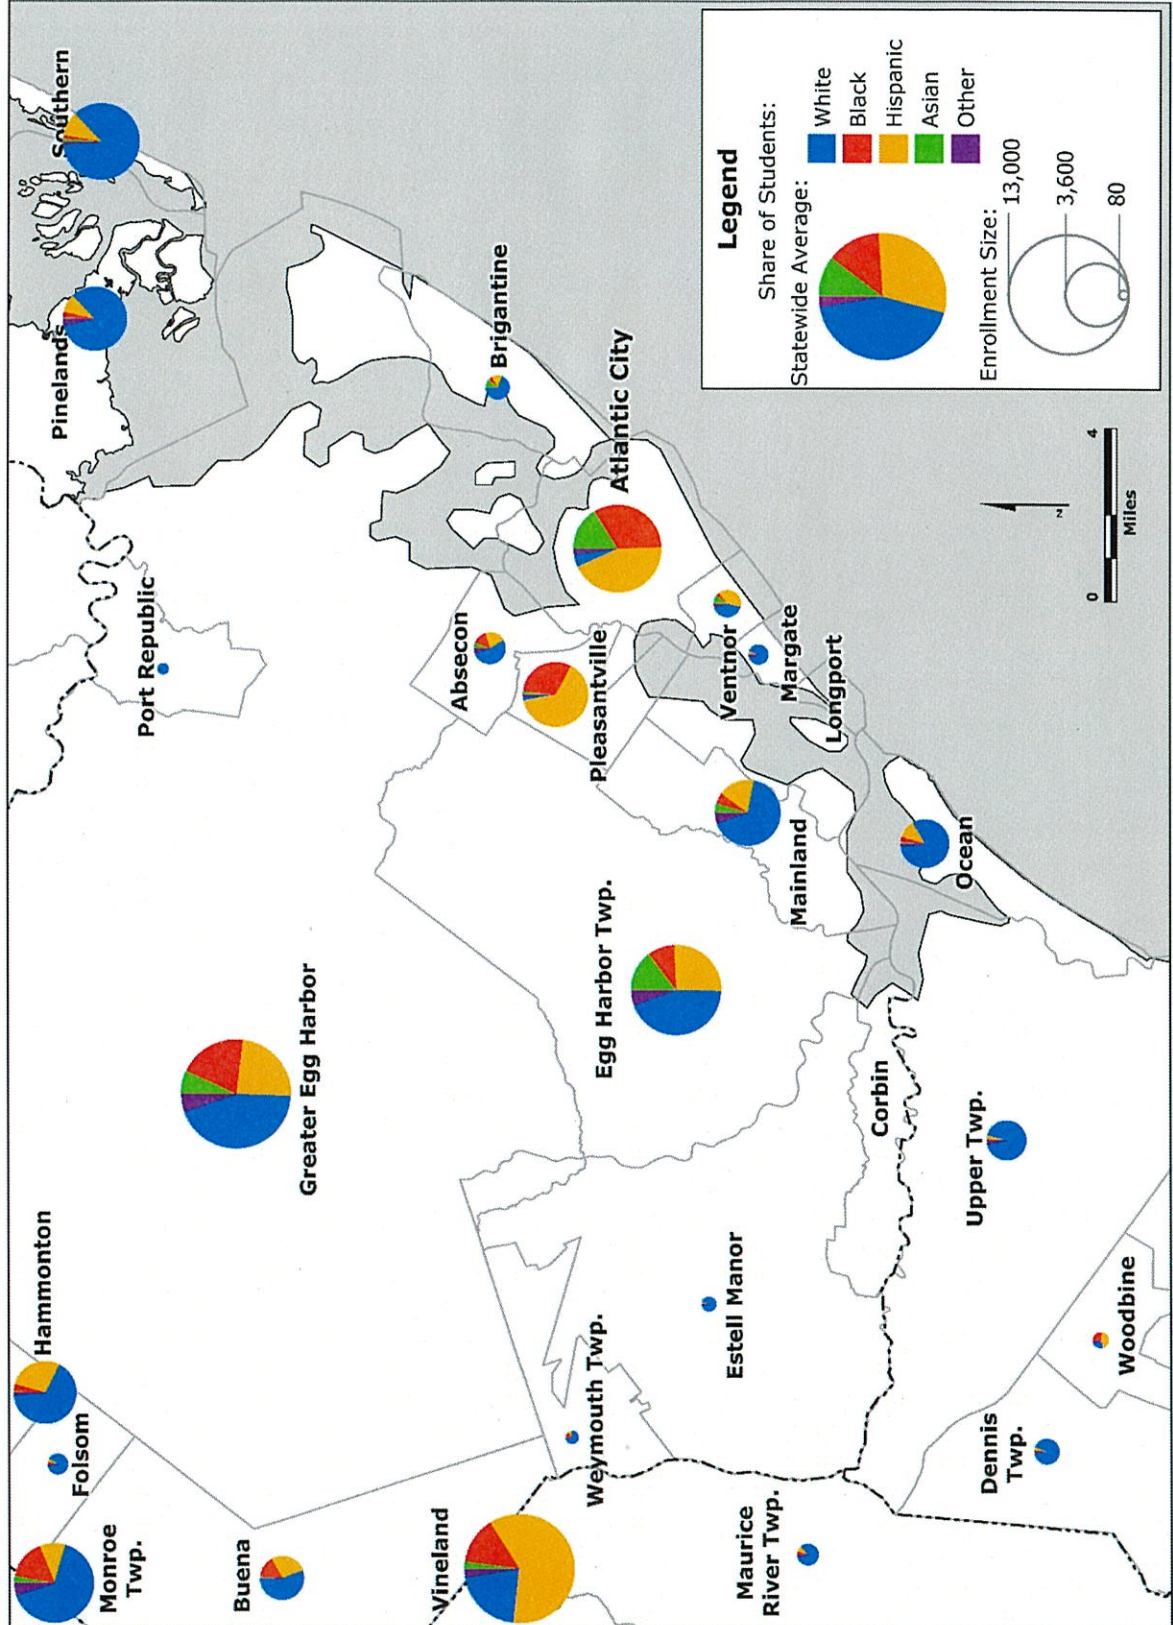 Southern
Pinelands
Hammonton
Folsom
Monroe
Twp.
Port Republic
Buena
Greater Egg Harbor
Brigantine
Absecon
Atlantic City
Pleasantville
Vineland
Weymouth Twp.
Egg Harbor Twp.
Ventnor
Margate
Longport
Mainland
Estell Manor
Maurice
River Twp.
Corbin
Ocean
Upper Twp.
Dennis
Twp.
Woodbine
N
0
4
Miles
Legend
Share of Students:
Statewide Average:
White
Black
Hispanic
Asian
Other
Enrollment Size:
13,000
3,600
80